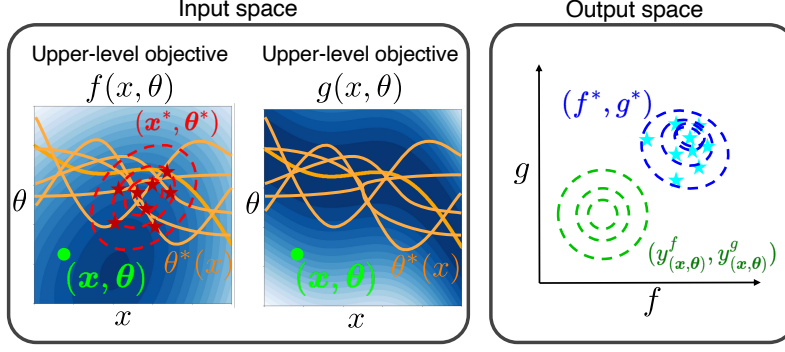 Input space
Output space
Upper-level objective
f(x, θ)
Upper-level objective
g(x, θ)
(x*, θ*)
θ
(x, θ)
θ*(x)
x
θ
(x, θ)
θ*(x)
x
(f*, g*)
g
(y^f_{(x,θ)}, y^g_{(x,θ)})
f